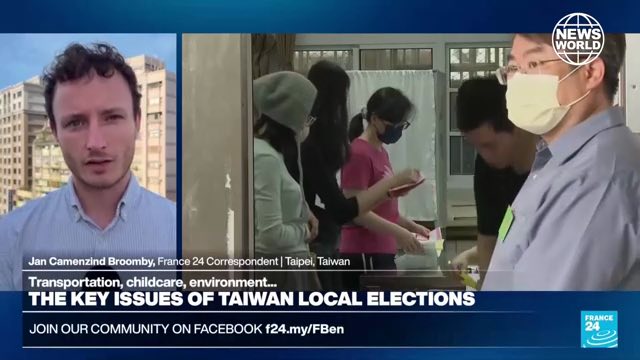 NEWS
WORLD
Jan Camenzind Broomby, France 24 Correspondent | Taipei, Taiwan
Transportation, childcare, environment...
THE KEY ISSUES OF TAIWAN LOCAL ELECTIONS
JOIN OUR COMMUNITY ON FACEBOOK f24.my/FBen
FRANCE
24